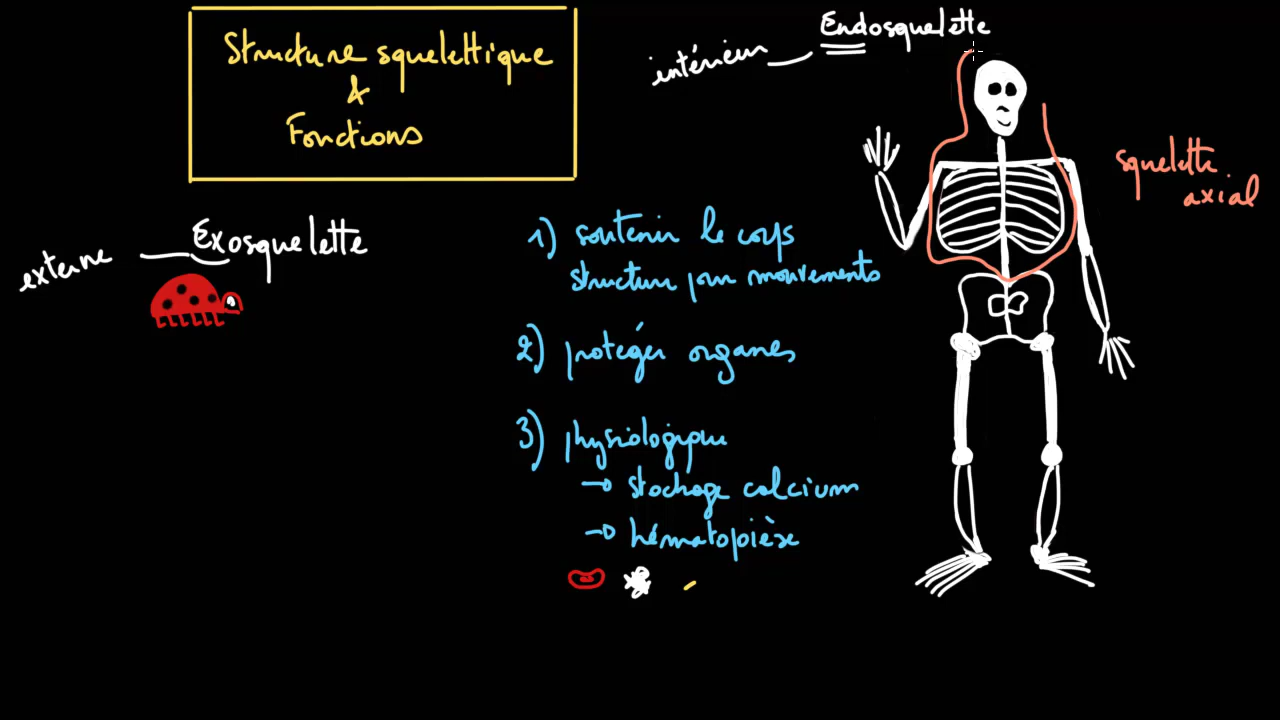 Structure squelettique
&
Fonctions
Endosquelette
intérieur
squelette
axial
Exosquelette
externe
1) soutenir le corps
structure pour mouvements
2) protéger organes
3) physiologique
→ stockage calcium
→ hématopoïèse